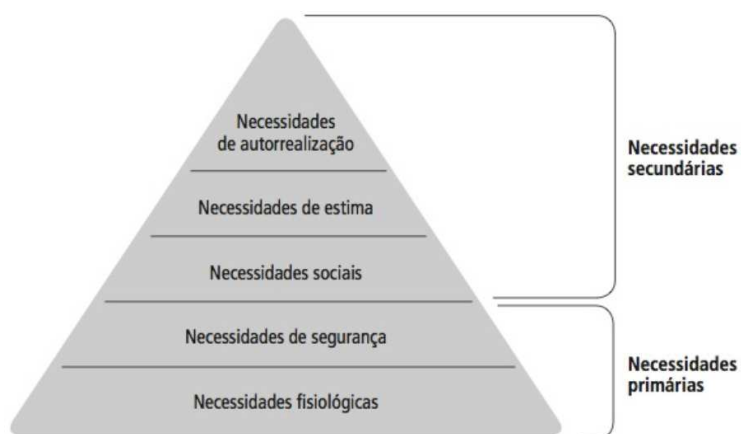 Necessidades
de autorrealização
Necessidades de estima
Necessidades sociais
Necessidades de segurança
Necessidades fisiológicas
Necessidades
secundárias
Necessidades
primárias